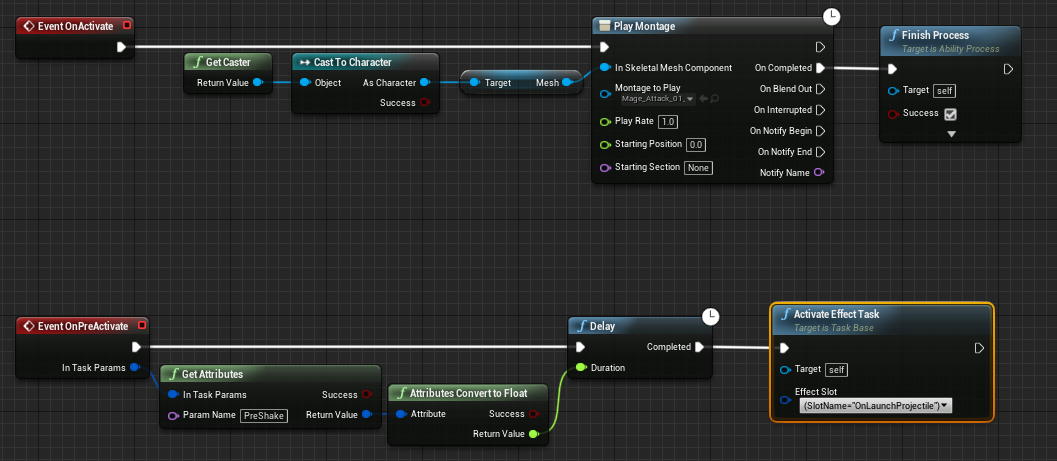 Event OnActivate
Get Caster
Return Value
Cast To Character
Object
As Character
Success
Target
Mesh
Play Montage
In Skeletal Mesh Component
On Completed
Montage to Play
Mage_Attack_01_
On Blend Out
Play Rate
1.0
On Interrupted
Starting Position
0.0
On Notify Begin
On Notify End
Starting Section
None
Notify Name
Finish Process
Target is Ability Process
Target
self
Success
Event OnPreActivate
In Task Params
Get Attributes
In Task Params
Success
Param Name
PreShake
Return Value
Attributes Convert to Float
Attribute
Success
Return Value
Delay
Completed
Duration
Activate Effect Task
Target is Task Base
Target
self
Effect Slot
(SlotName="OnLaunchProjectile")